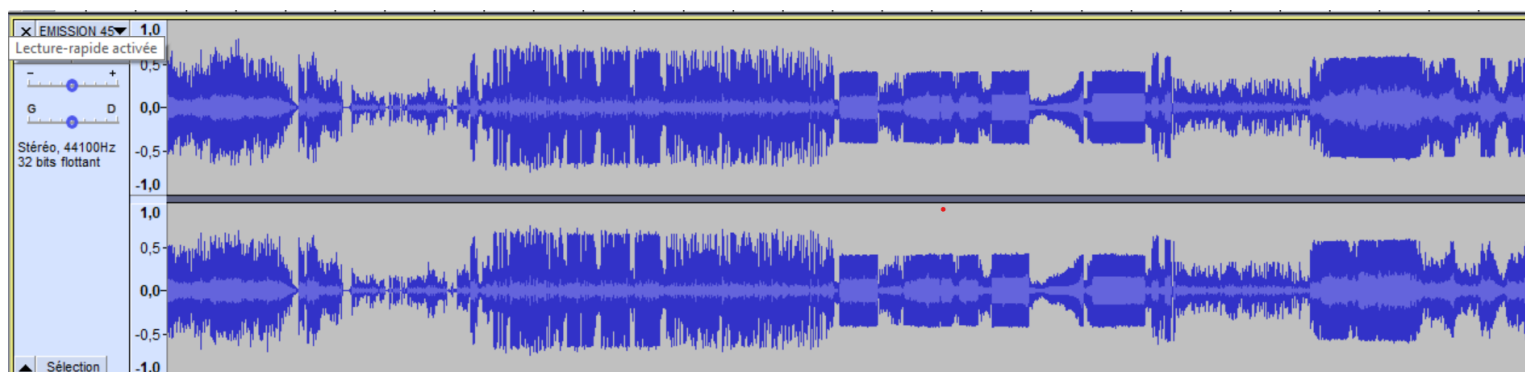 × EMISSION 45▼
Lecture-rapide activée
- +
G D
Stéréo, 44100Hz
32 bits flottant
▲ Sélection
1,0
0,5-
0,0-
-0,5-
-1,0
1,0
0,5-
0,0-
-0,5-
-1,0